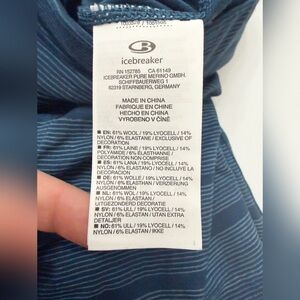 icebreaker
RN 152785 CA 61149
ICEBREAKER PURE MERINO GMBH.
SCHIFFBAUERWEG 1
82319 STARNBERG, GERMANY
MADE IN CHINA
FABRIQUÉ EN CHINE
HECHO EN CHINA
VYROBENO V ČÍNĚ
EN: 61% WOOL / 19% LYOCELL / 14%
NYLON / 6% ELASTANE / EXCLUSIVE OF
DECORATION
FR: 61% LAINE / 19% LYOCELL / 14%
POLYAMIDE / 6% ÉLASTHANNE /
DÉCORATION NON COMPRISE
ES: 61% LANA / 19% LYOCELL / 14%
NYLON / 6% ELASTANO / NO INCLUYE LA
DECORACIÓN
DE: 61% WOLLE / 19% LYOCELL / 14%
NYLON / 6% ELASTHAN / VERZIERUNG
AUSGENOMMEN
NL: 61% WOL / 19% LYOCELL / 14%
NYLON / 6% ELASTAAN /
UITGEZONDERD DECORATIE
SV: 61% ULL / 19% LYOCELL / 14%
NYLON / 6% ELASTAN / UTAN EXTRA
DETALJER
NO: 61% ULL / 19% LYOCELL / 14%
NYLON / 6% ELASTAN / IKKE